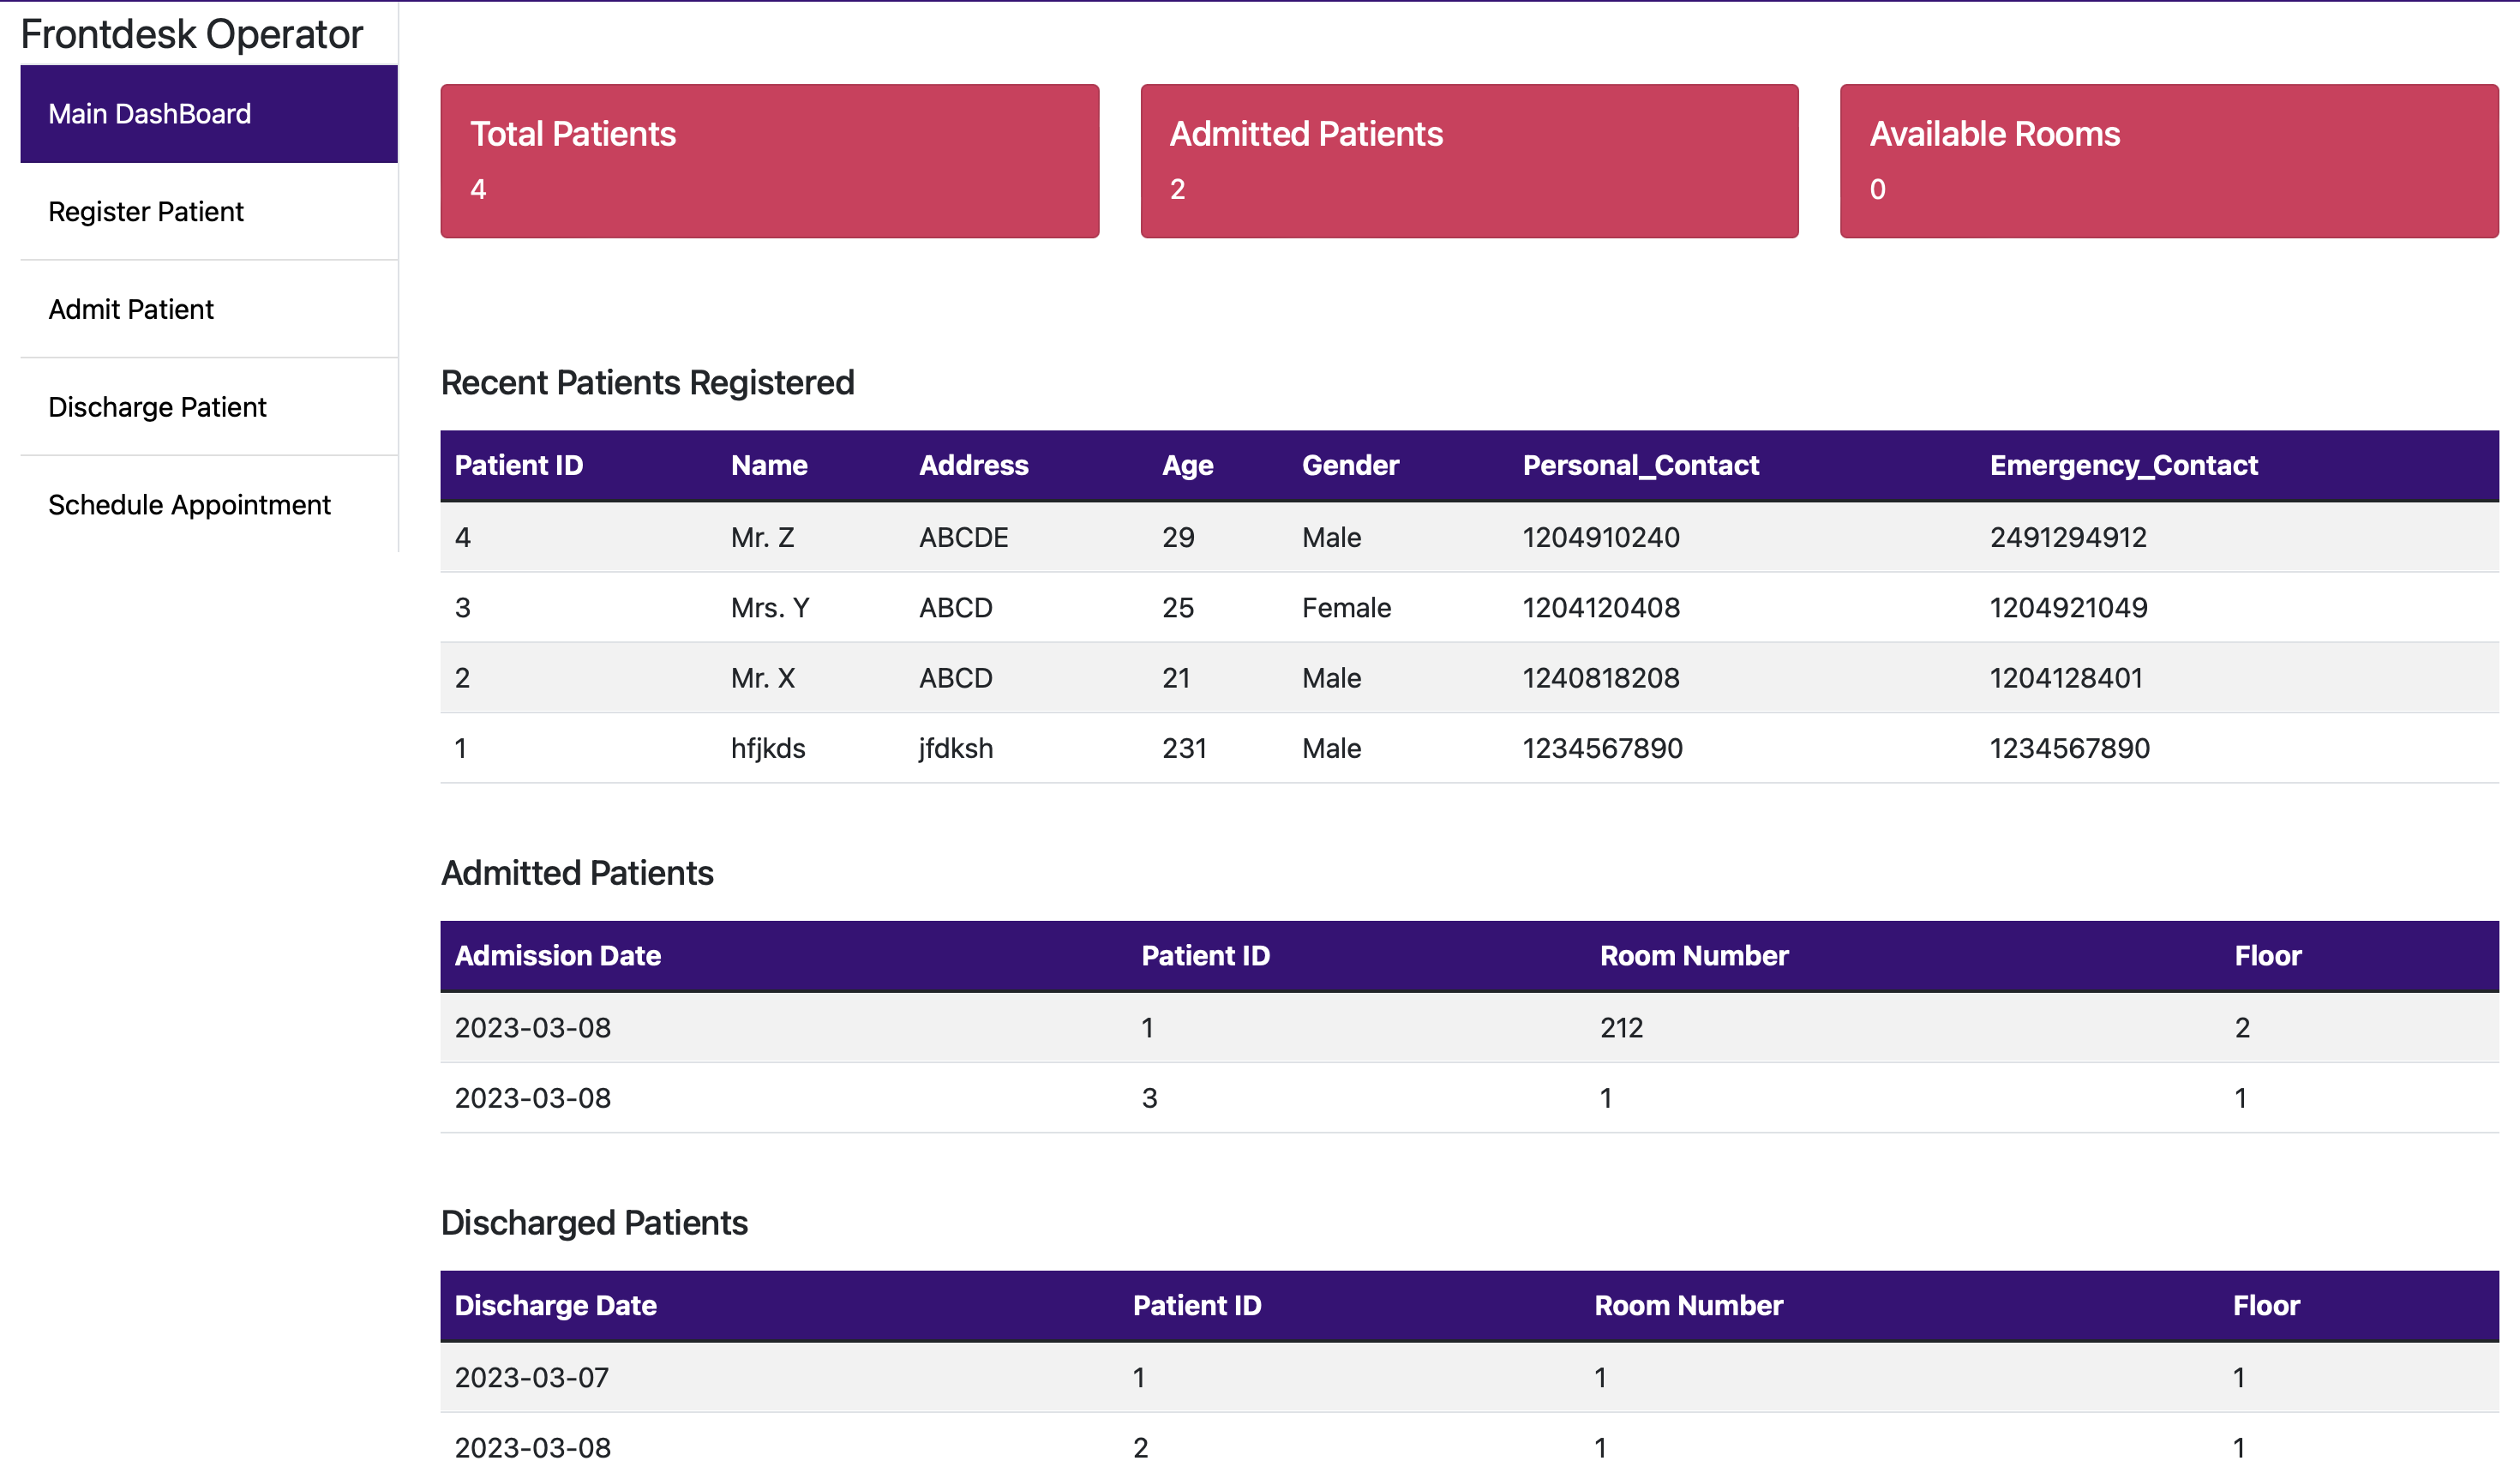 Frontdesk Operator
Main DashBoard
Register Patient
Admit Patient
Discharge Patient
Schedule Appointment
Total Patients
4
Admitted Patients
2
Available Rooms
0
Recent Patients Registered
Patient ID Name Address Age Gender Personal_Contact Emergency_Contact
4 Mr. Z ABCDE 29 Male 1204910240 2491294912
3 Mrs. Y ABCD 25 Female 1204120408 1204921049
2 Mr. X ABCD 21 Male 1240818208 1204128401
1 hfjkds jfdksh 231 Male 1234567890 1234567890
Admitted Patients
Admission Date Patient ID Room Number Floor
2023-03-08 1 212 2
2023-03-08 3 1 1
Discharged Patients
Discharge Date Patient ID Room Number Floor
2023-03-07 1 1 1
2023-03-08 2 1 1